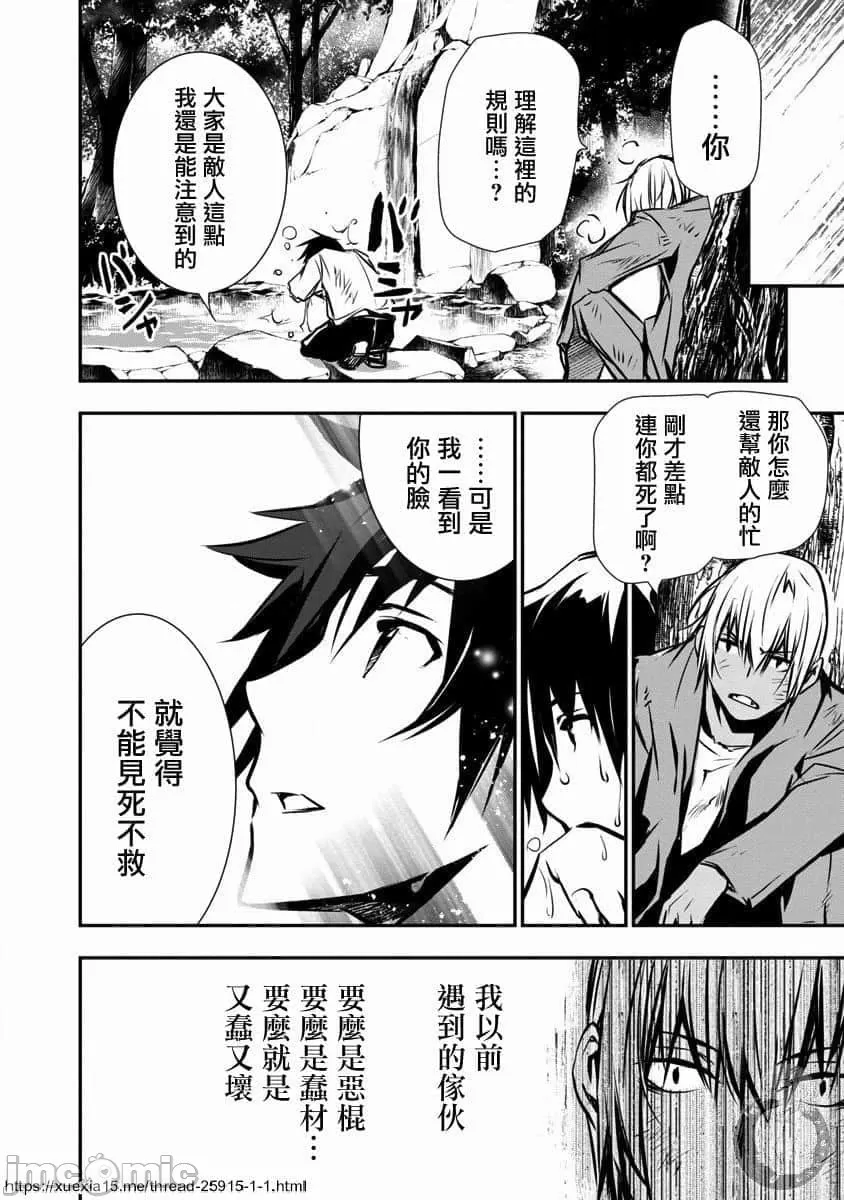 ……你
理解這裡的
規則嗎…?
大家是敵人這點
我還是能注意到的
バシャ
バシャ
那你怎麼
還幫敵人的忙
剛才差點
連你都死了啊?
……可是
我一看到
你的臉
就覺得
不能見死不救
我以前
遇到的傢伙
要麼是惡棍
要麼是蠢材…
要麼就是
又蠢又壞
jmcomic
https://xuexia15.me/thread-25915-1-1.html